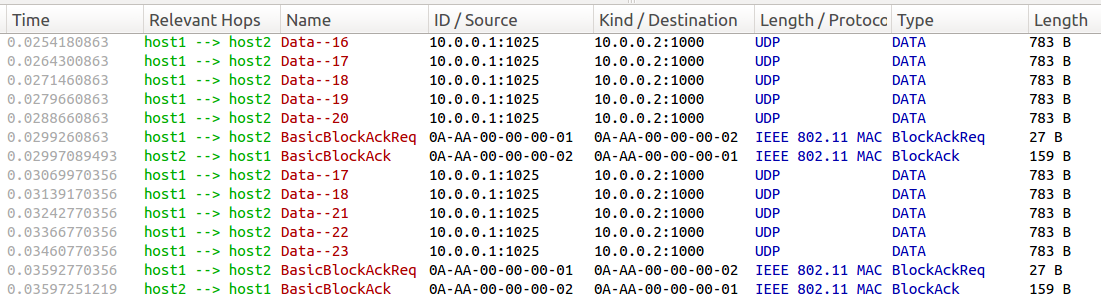 Time Relevant Hops Name ID / Source Kind / Destination Length / Protoco Type Length
0.0254180863 host1 --> host2 Data--16 10.0.0.1:1025 10.0.0.2:1000 UDP DATA 783 B
0.0264300863 host1 --> host2 Data--17 10.0.0.1:1025 10.0.0.2:1000 UDP DATA 783 B
0.0271460863 host1 --> host2 Data--18 10.0.0.1:1025 10.0.0.2:1000 UDP DATA 783 B
0.0279660863 host1 --> host2 Data--19 10.0.0.1:1025 10.0.0.2:1000 UDP DATA 783 B
0.0288660863 host1 --> host2 Data--20 10.0.0.1:1025 10.0.0.2:1000 UDP DATA 783 B
0.0299260863 host1 --> host2 BasicBlockAckReq 0A-AA-00-00-00-01 0A-AA-00-00-00-02 IEEE 802.11 MAC BlockAckReq 27 B
0.02997089493 host2 --> host1 BasicBlockAck 0A-AA-00-00-00-02 0A-AA-00-00-00-01 IEEE 802.11 MAC BlockAck 159 B
0.03069970356 host1 --> host2 Data--17 10.0.0.1:1025 10.0.0.2:1000 UDP DATA 783 B
0.03139170356 host1 --> host2 Data--18 10.0.0.1:1025 10.0.0.2:1000 UDP DATA 783 B
0.03242770356 host1 --> host2 Data--21 10.0.0.1:1025 10.0.0.2:1000 UDP DATA 783 B
0.03366770356 host1 --> host2 Data--22 10.0.0.1:1025 10.0.0.2:1000 UDP DATA 783 B
0.03460770356 host1 --> host2 Data--23 10.0.0.1:1025 10.0.0.2:1000 UDP DATA 783 B
0.03592770356 host1 --> host2 BasicBlockAckReq 0A-AA-00-00-00-01 0A-AA-00-00-00-02 IEEE 802.11 MAC BlockAckReq 27 B
0.03597251219 host2 --> host1 BasicBlockAck 0A-AA-00-00-00-02 0A-AA-00-00-00-01 IEEE 802.11 MAC BlockAck 159 B